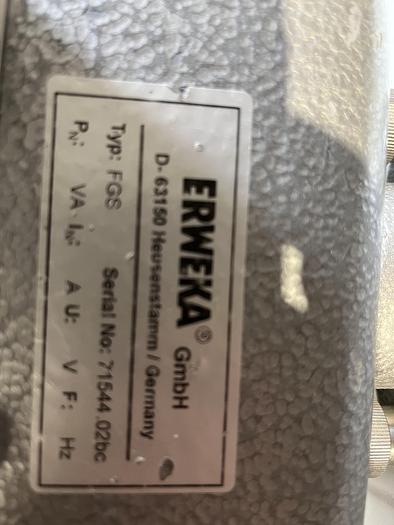 ERWEKA® GmbH
D-63150 Heusenstamm / Germany
Typ: FGS Serial No: 71544.02bc
PN: VA IN: A U: V F: Hz